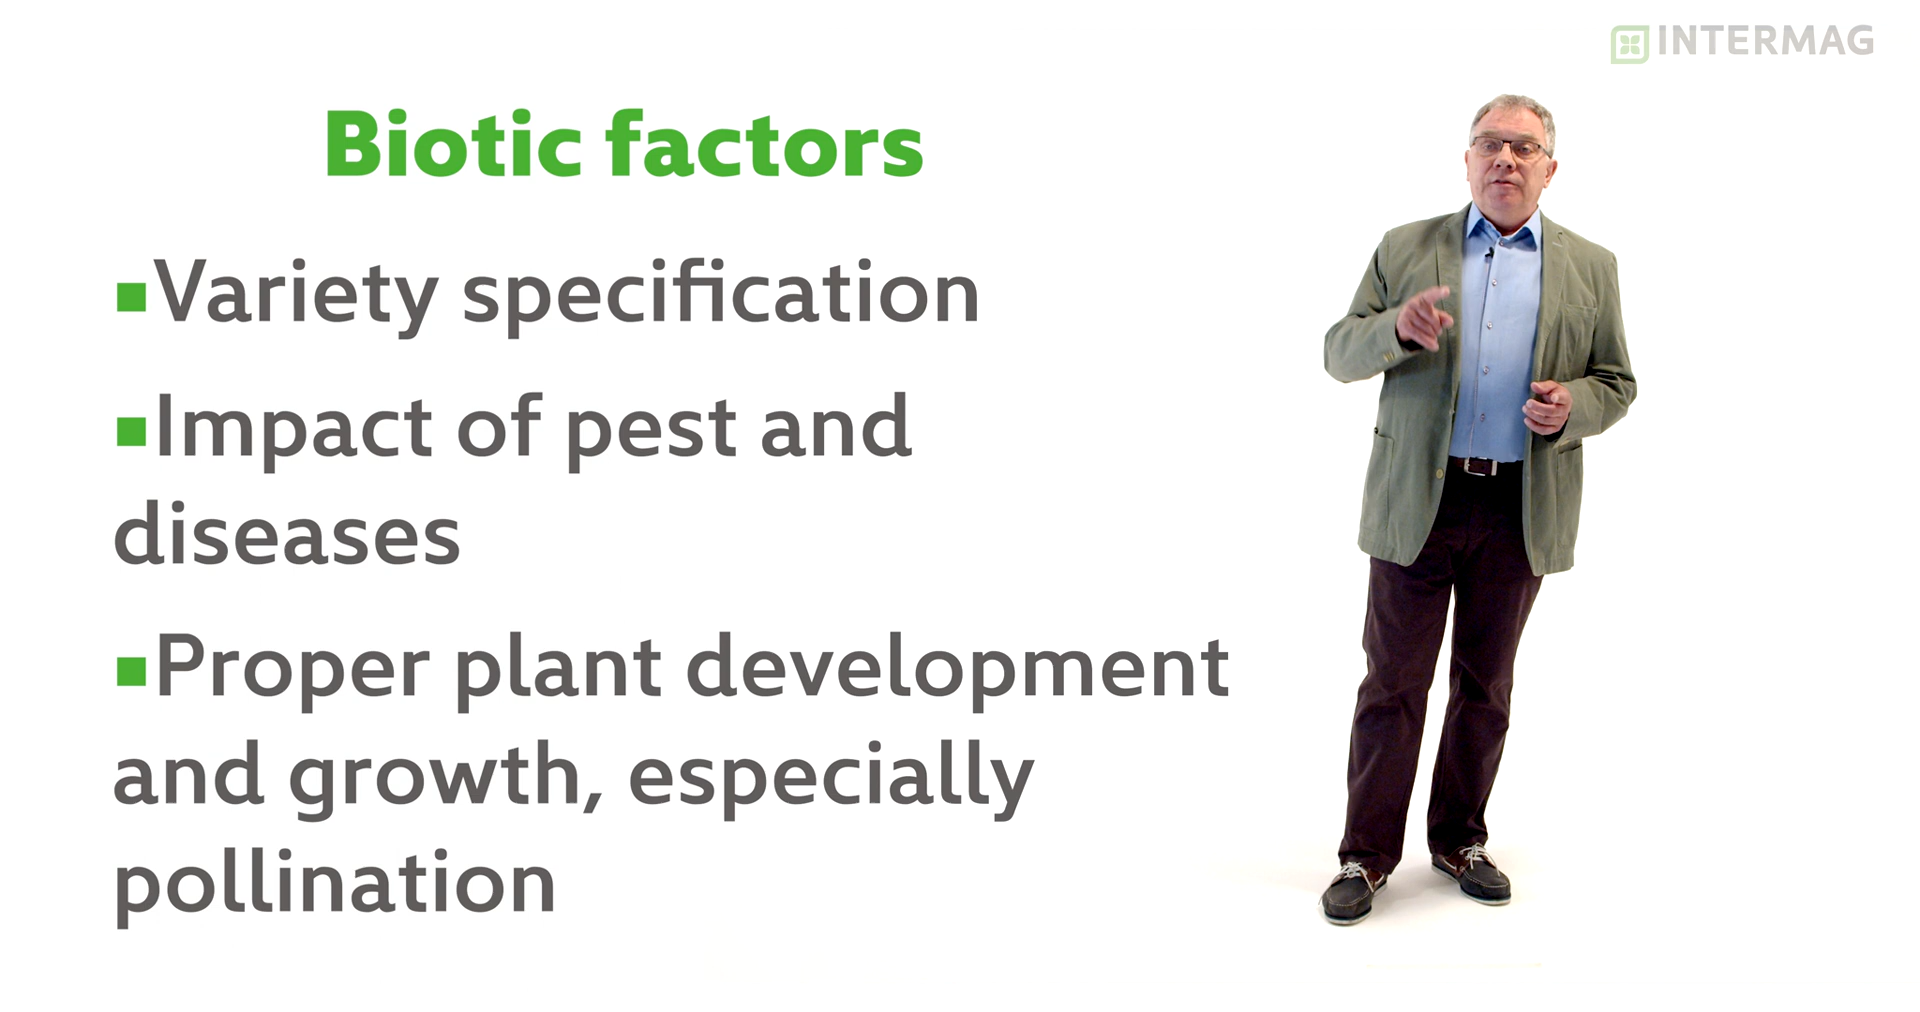 INTERMAG
Biotic factors
▪Variety specification
▪Impact of pest and
diseases
▪Proper plant development
and growth, especially
pollination